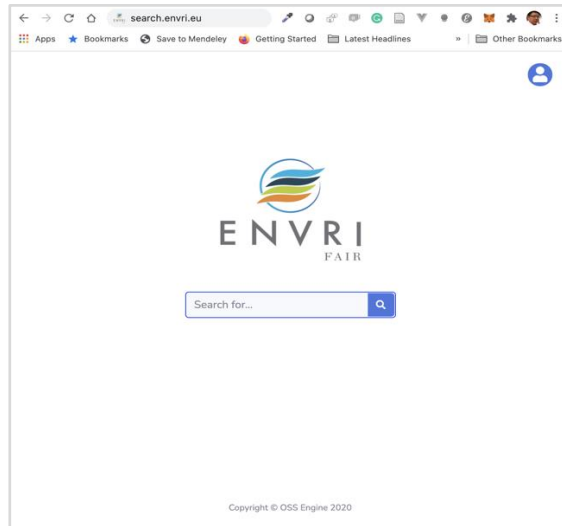 search.envri.eu
Apps Bookmarks Save to Mendeley Getting Started Latest Headlines » Other Bookmarks
ENVRI
FAIR
Search for...
Copyright © OSS Engine 2020